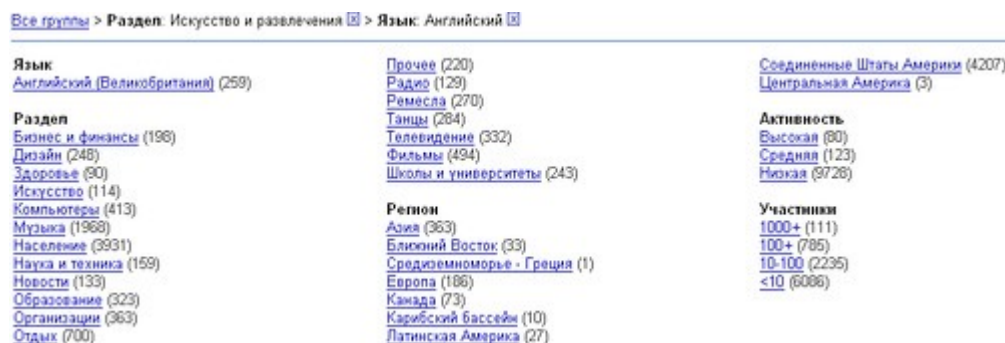 Все группы > Раздел: Искусство и развлечения > Язык: Английский
Язык
Английский (Великобритания) (259)
Раздел
Бизнес и финансы (198)
Дизайн (248)
Здоровье (90)
Искусство (114)
Компьютеры (413)
Музыка (1968)
Население (3931)
Наука и техника (159)
Новости (133)
Образование (323)
Организации (363)
Отдых (700)
Прочее (220)
Радио (129)
Ремесла (270)
Танцы (284)
Телевидение (332)
Фильмы (494)
Школы и университеты (243)
Регион
Азия (363)
Ближний Восток (33)
Средиземноморье - Греция (1)
Европа (186)
Канада (73)
Карибский бассейн (10)
Латинская Америка (27)
Соединенные Штаты Америки (4207)
Центральная Америка (3)
Активность
Высокая (80)
Средняя (123)
Низкая (9728)
Участники
1000+ (111)
100+ (785)
10-100 (2235)
<10 (6086)